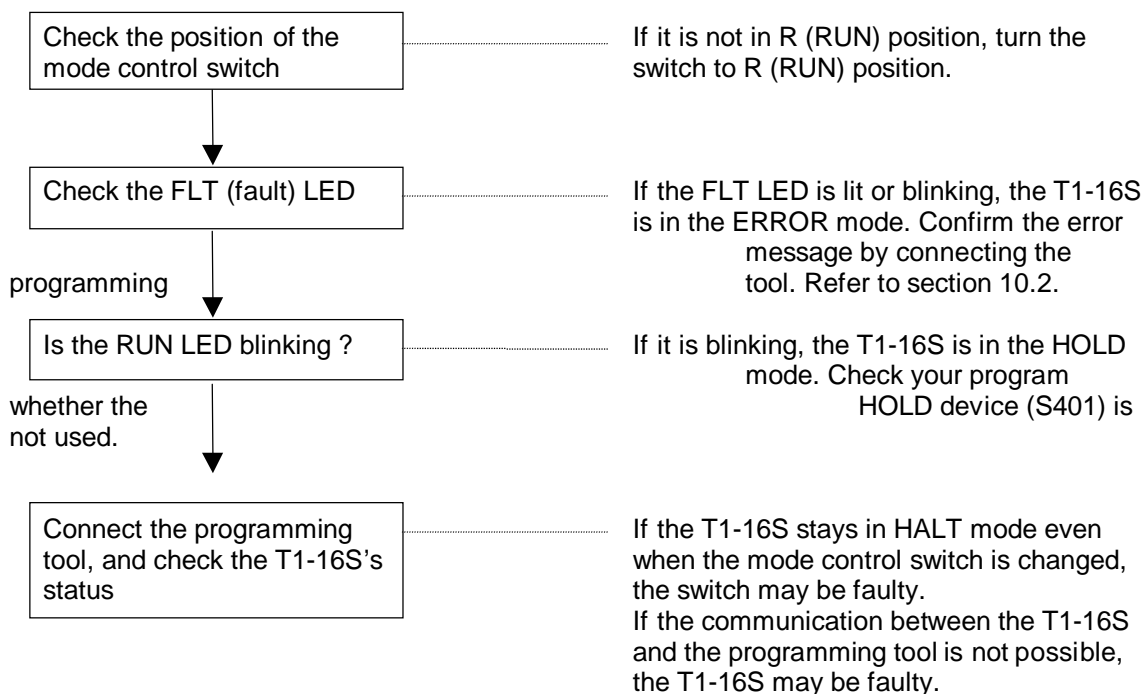 Check the position of the
mode control switch
If it is not in R (RUN) position, turn the
switch to R (RUN) position.
Check the FLT (fault) LED
If the FLT LED is lit or blinking, the T1-16S
is in the ERROR mode. Confirm the error
message by connecting the
programming
tool. Refer to section 10.2.
Is the RUN LED blinking ?
If it is blinking, the T1-16S is in the HOLD
mode. Check your program
whether the
HOLD device (S401) is
not used.
Connect the programming
tool, and check the T1-16S's
status
If the T1-16S stays in HALT mode even
when the mode control switch is changed,
the switch may be faulty.
If the communication between the T1-16S
and the programming tool is not possible,
the T1-16S may be faulty.